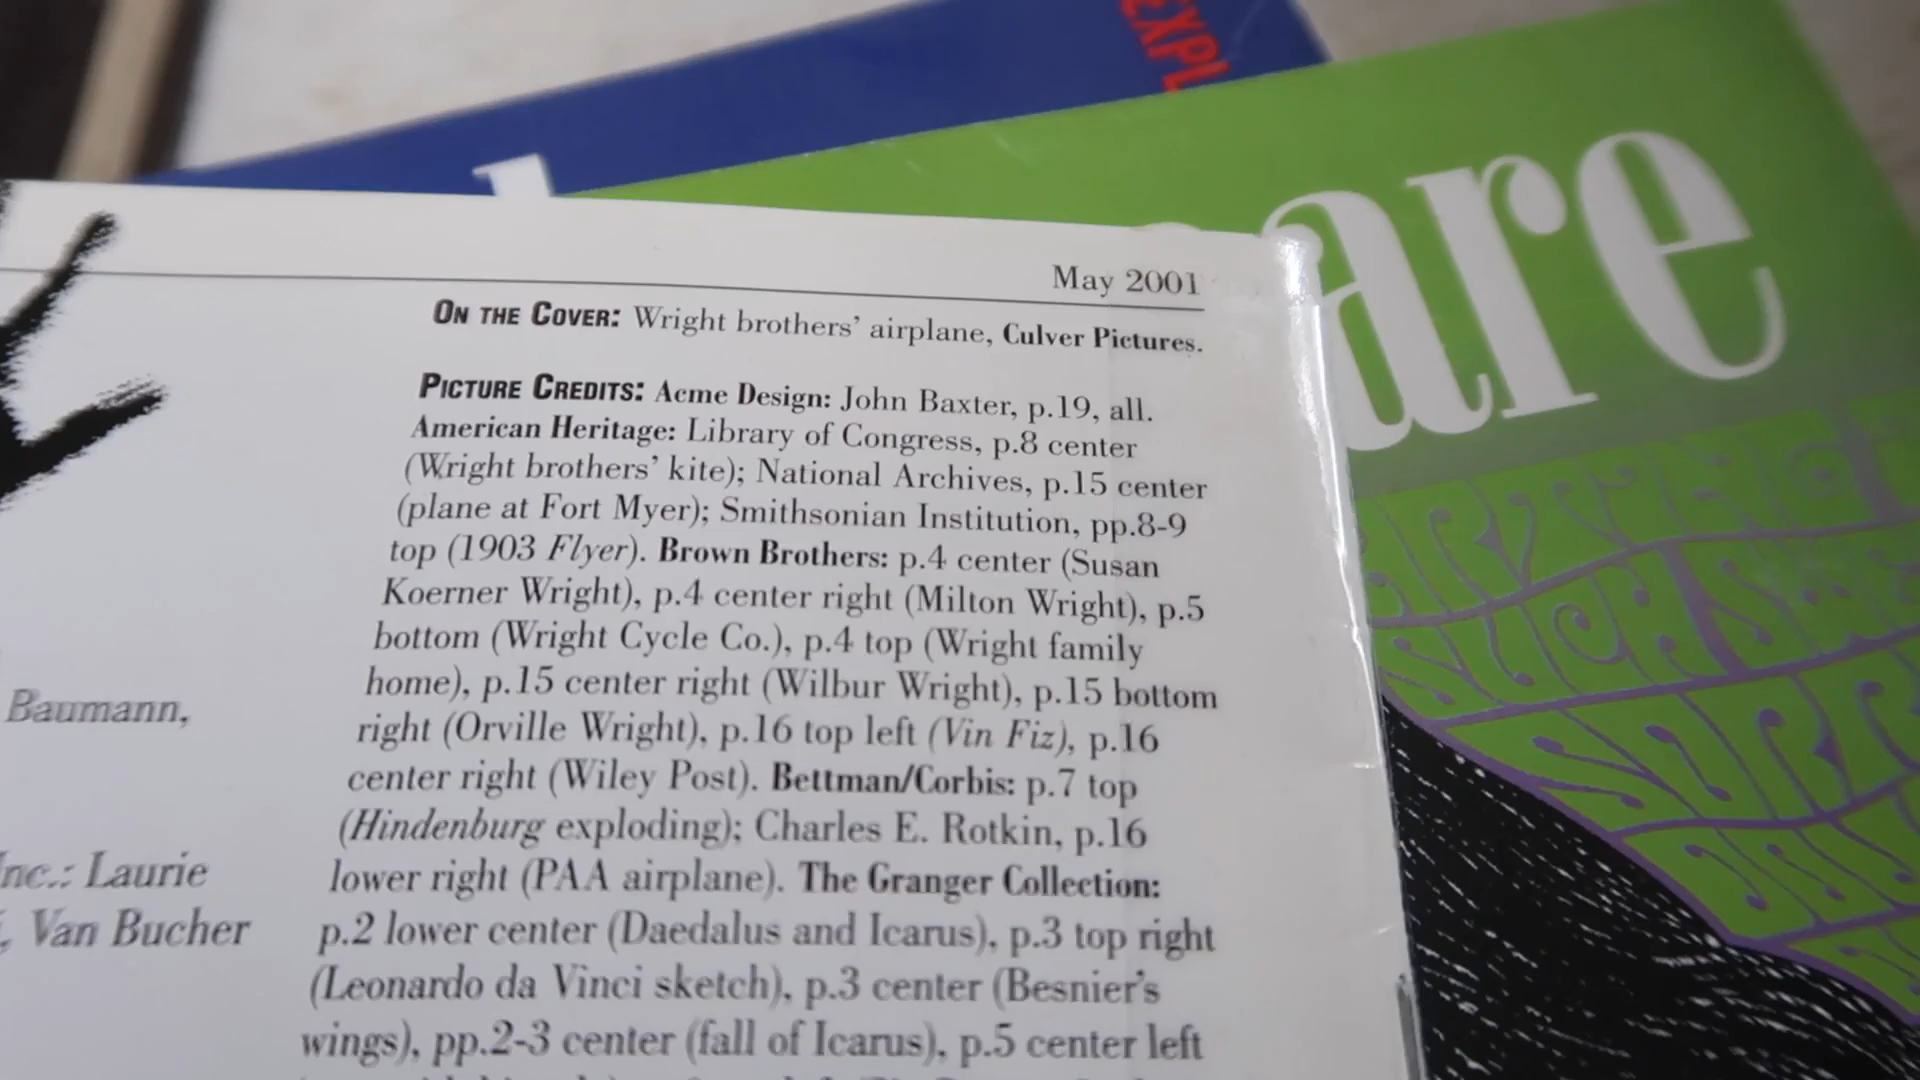 EXPL
are
May 2001
ON THE COVER: Wright brothers' airplane, Culver Pictures.
PICTURE CREDITS: Acme Design: John Baxter, p.19, all.
American Heritage: Library of Congress, p.8 center
(Wright brothers' kite); National Archives, p.15 center
(plane at Fort Myer); Smithsonian Institution, pp.8-9
top (1903 Flyer). Brown Brothers: p.4 center (Susan
Koerner Wright), p.4 center right (Milton Wright), p.5
bottom (Wright Cycle Co.), p.4 top (Wright family
home), p.15 center right (Wilbur Wright), p.15 bottom
right (Orville Wright), p.16 top left (Vin Fiz), p.16
center right (Wiley Post). Bettman/Corbis: p.7 top
(Hindenburg exploding); Charles E. Rotkin, p.16
lower right (PAA airplane). The Granger Collection:
p.2 lower center (Daedalus and Icarus), p.3 top right
(Leonardo da Vinci sketch), p.3 center (Besnier's
wings), pp.2-3 center (fall of Icarus), p.5 center left
Baumann,
Inc.: Laurie
Van Bucher
SUCH